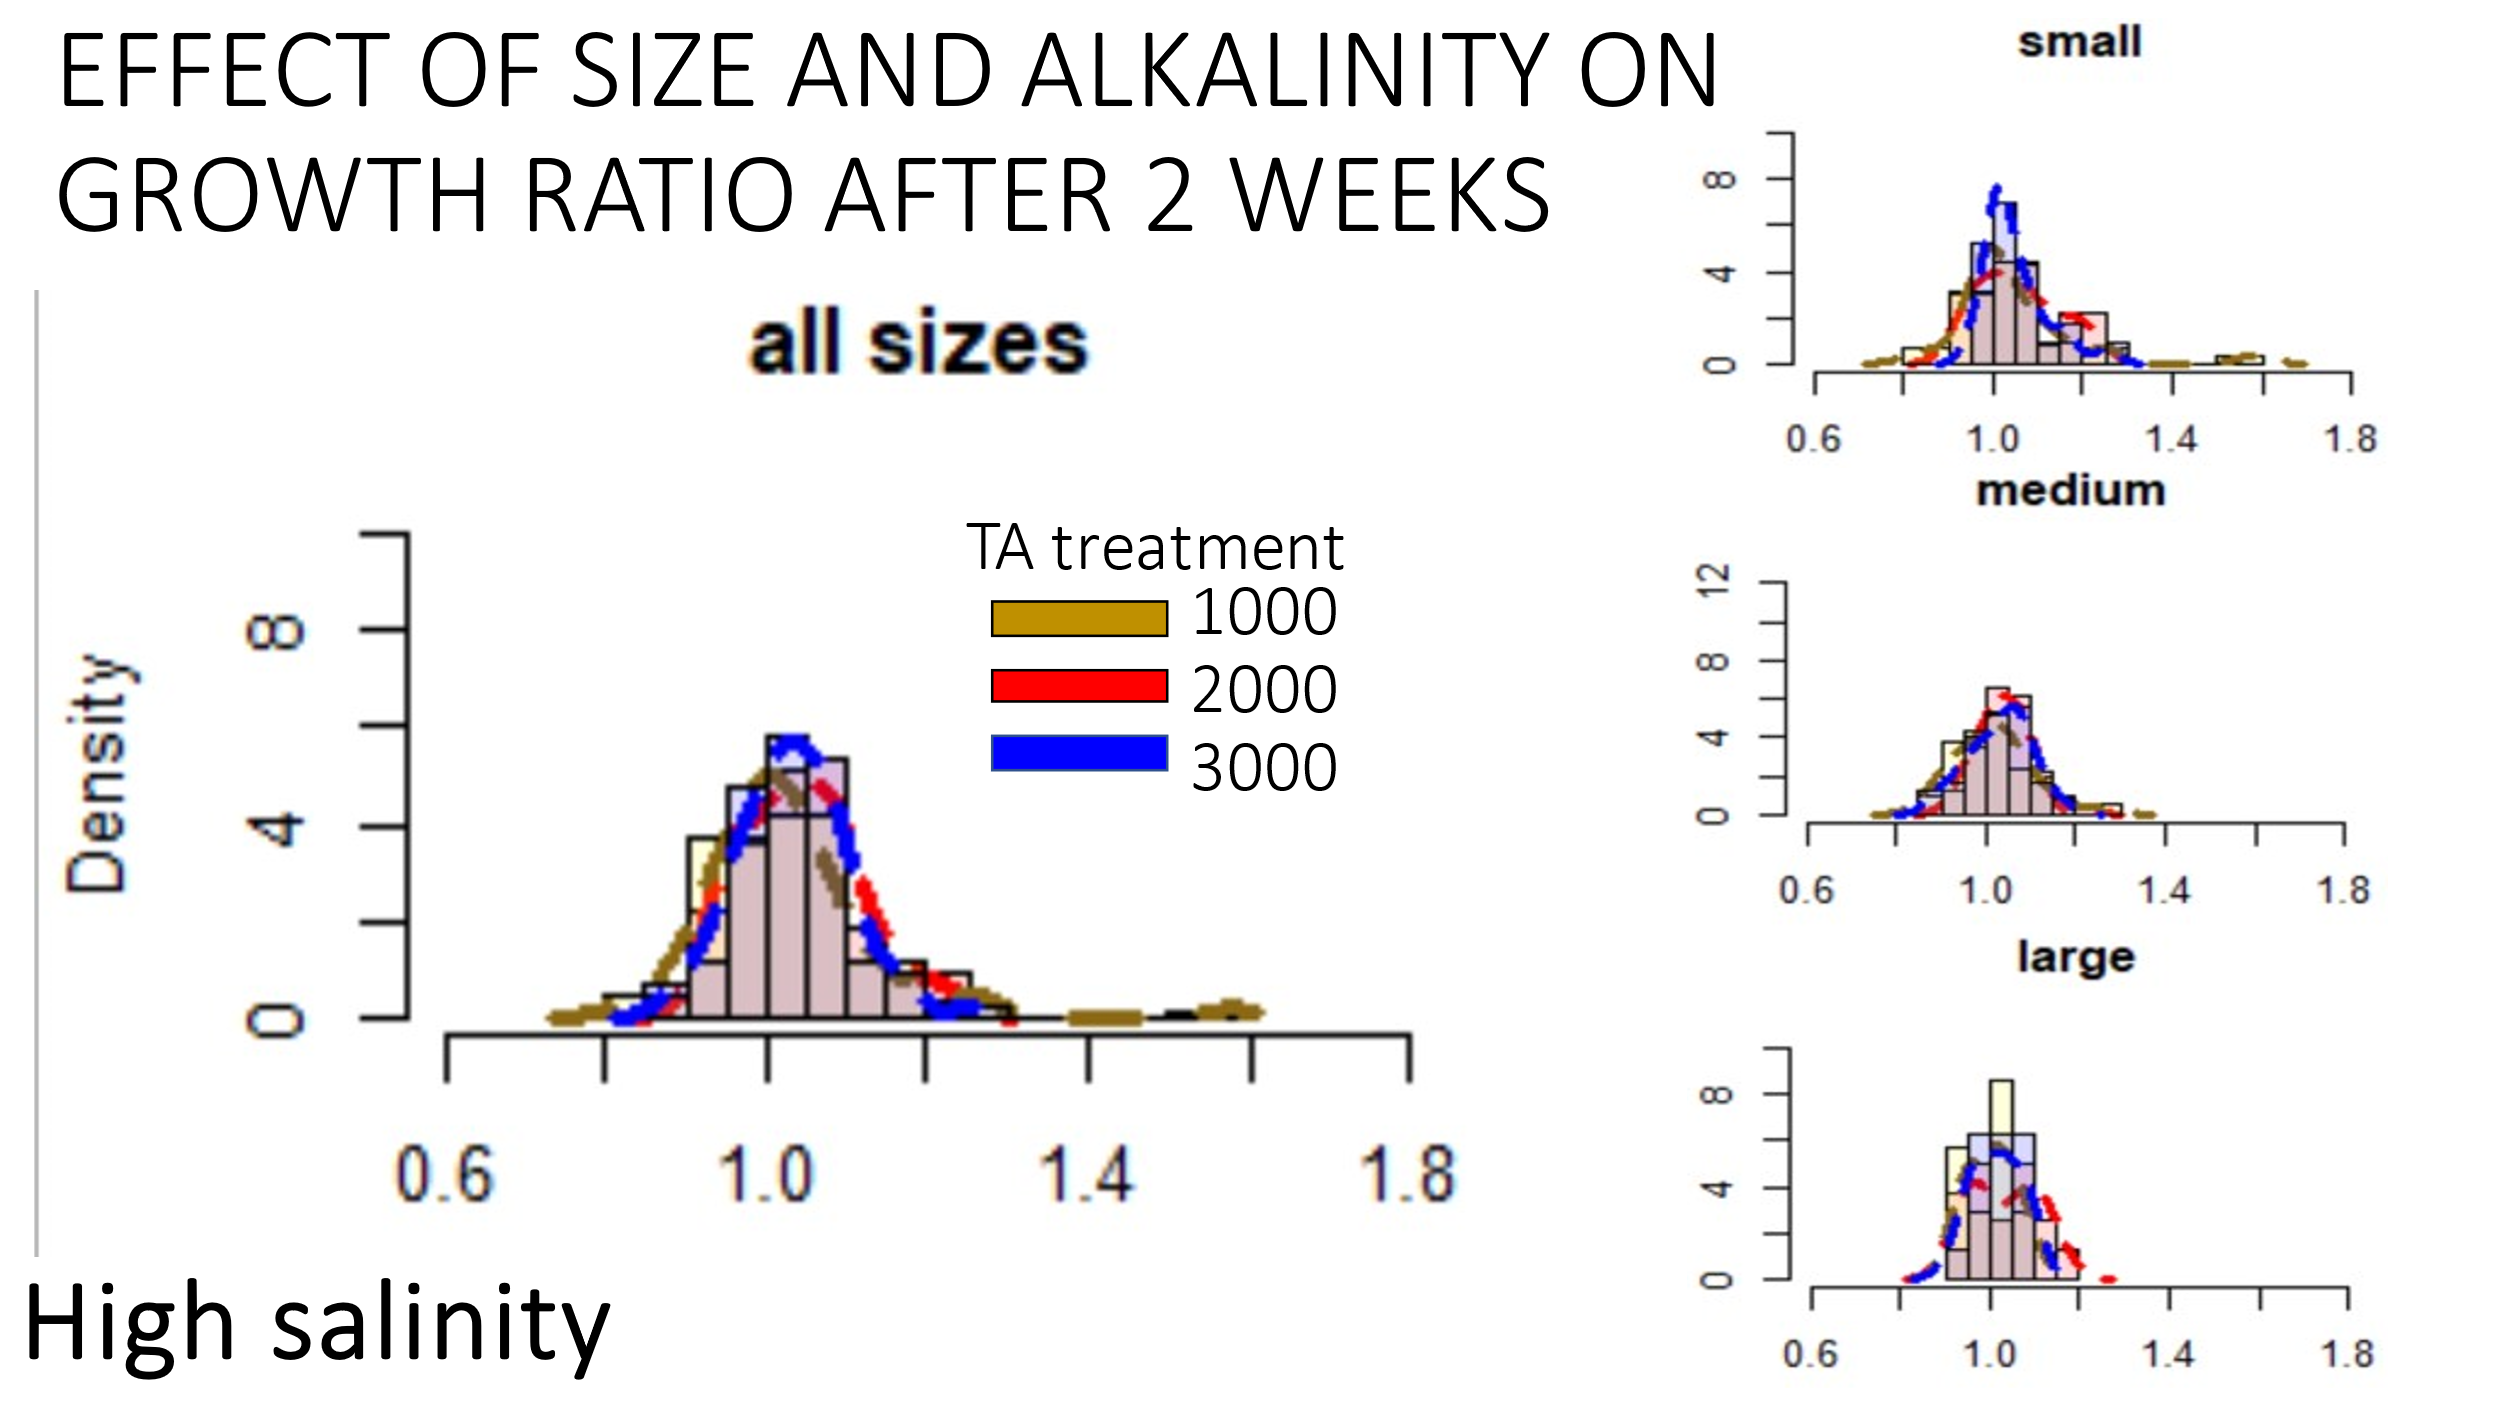 EFFECT OF SIZE AND ALKALINITY ON
GROWTH RATIO AFTER 2 WEEKS
all sizes
Density
0 4 8
0.6 1.0 1.4 1.8
TA treatment
1000
2000
3000
High salinity
small
0 4 8
0.6 1.0 1.4 1.8
medium
0 4 8 12
0.6 1.0 1.4 1.8
large
0 4 8
0.6 1.0 1.4 1.8